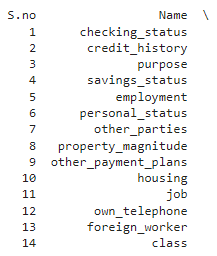 S.no Name \
1 checking_status
2 credit_history
3 purpose
4 savings_status
5 employment
6 personal_status
7 other_parties
8 property_magnitude
9 other_payment_plans
10 housing
11 job
12 own_telephone
13 foreign_worker
14 class